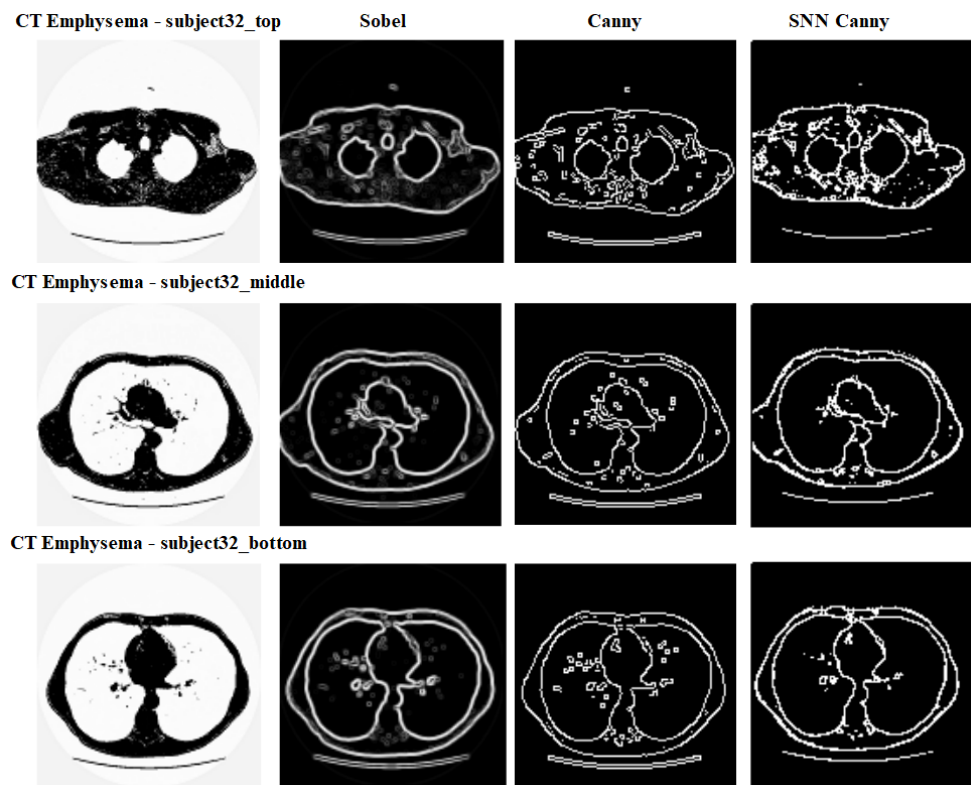 CT Emphysema - subject32_top Sobel Canny SNN Canny
CT Emphysema - subject32_middle
CT Emphysema - subject32_bottom